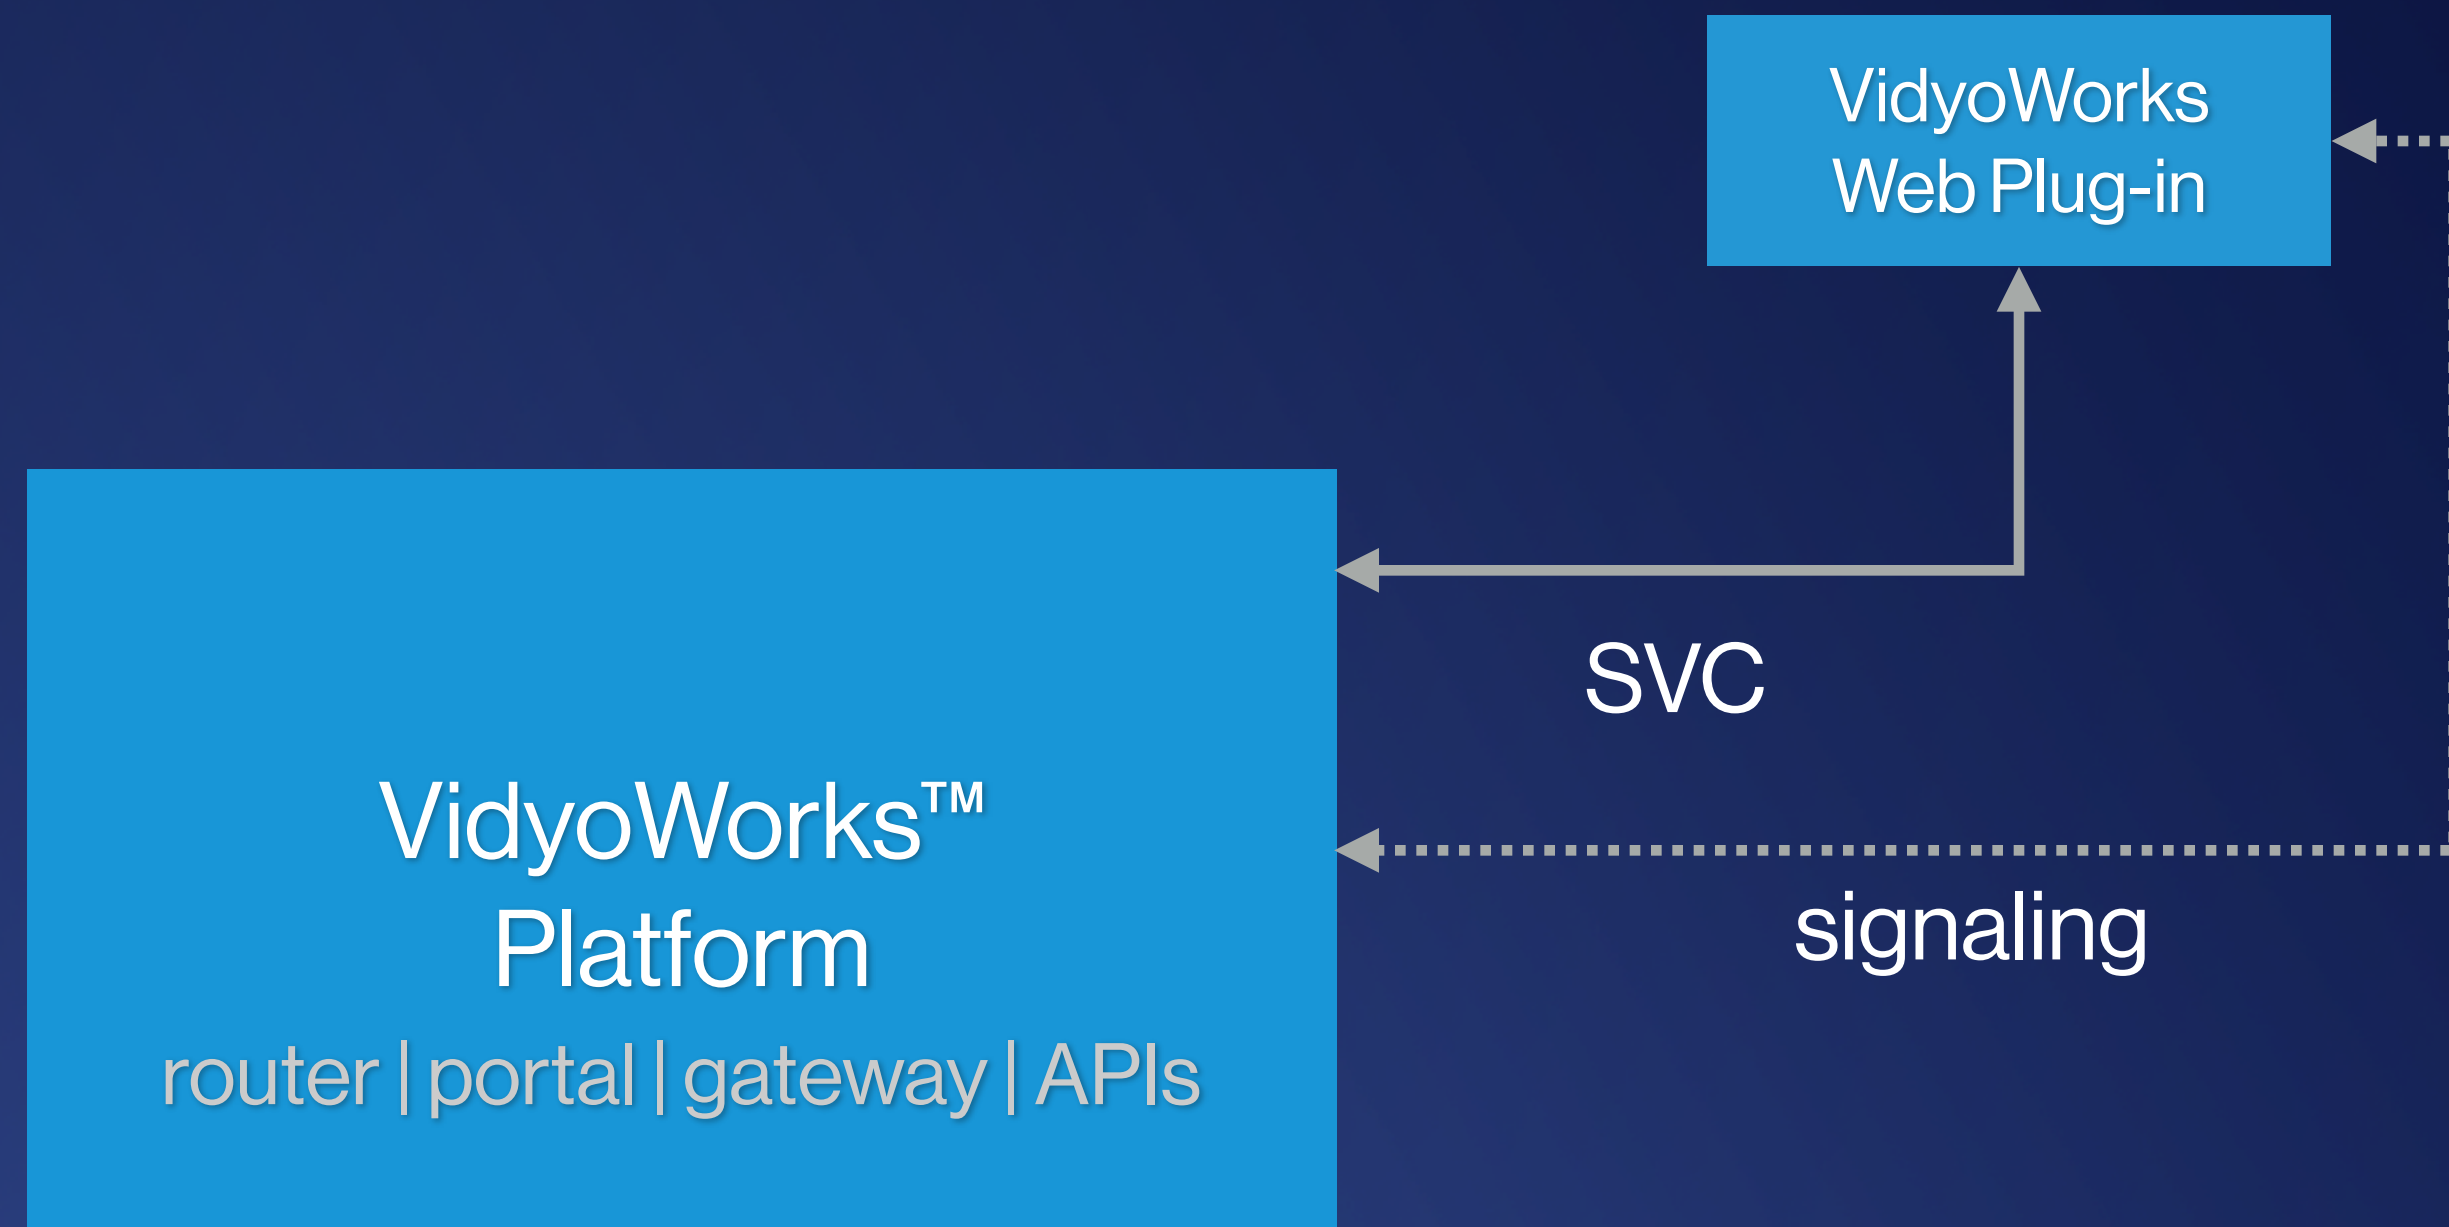 VidyoWorks
Web Plug-in
SVC
VidyoWorks™
Platform
signaling
router | portal | gateway | APIs